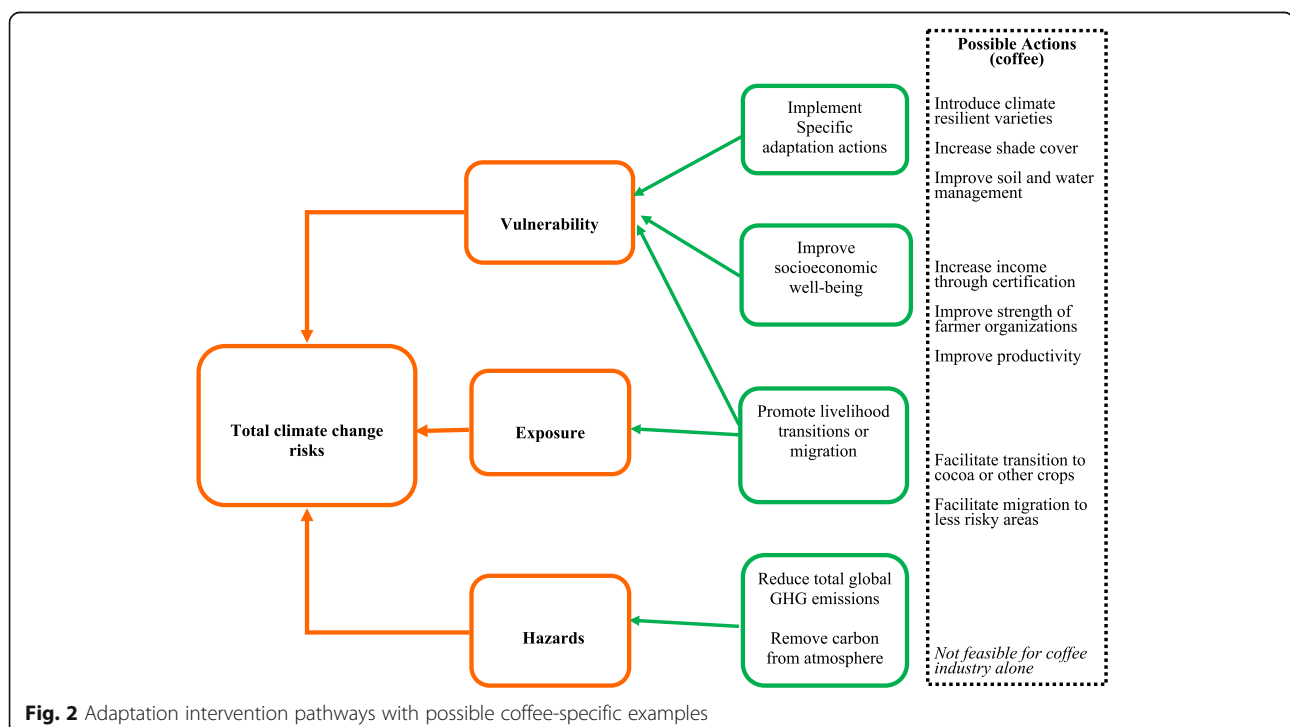 Possible Actions
(coffee)
Implement
Specific
adaptation actions
Introduce climate
resilient varieties
Increase shade cover
Improve soil and water
management
Vulnerability
Improve
socioeconomic
well-being
Increase income
through certification
Improve strength of
farmer organizations
Improve productivity
Total climate change
risks
Exposure
Promote livelihood
transitions or
migration
Facilitate transition to
cocoa or other crops
Facilitate migration to
less risky areas
Hazards
Reduce total global
GHG emissions
Remove carbon
from atmosphere
Not feasible for coffee
industry alone
Fig. 2 Adaptation intervention pathways with possible coffee-specific examples